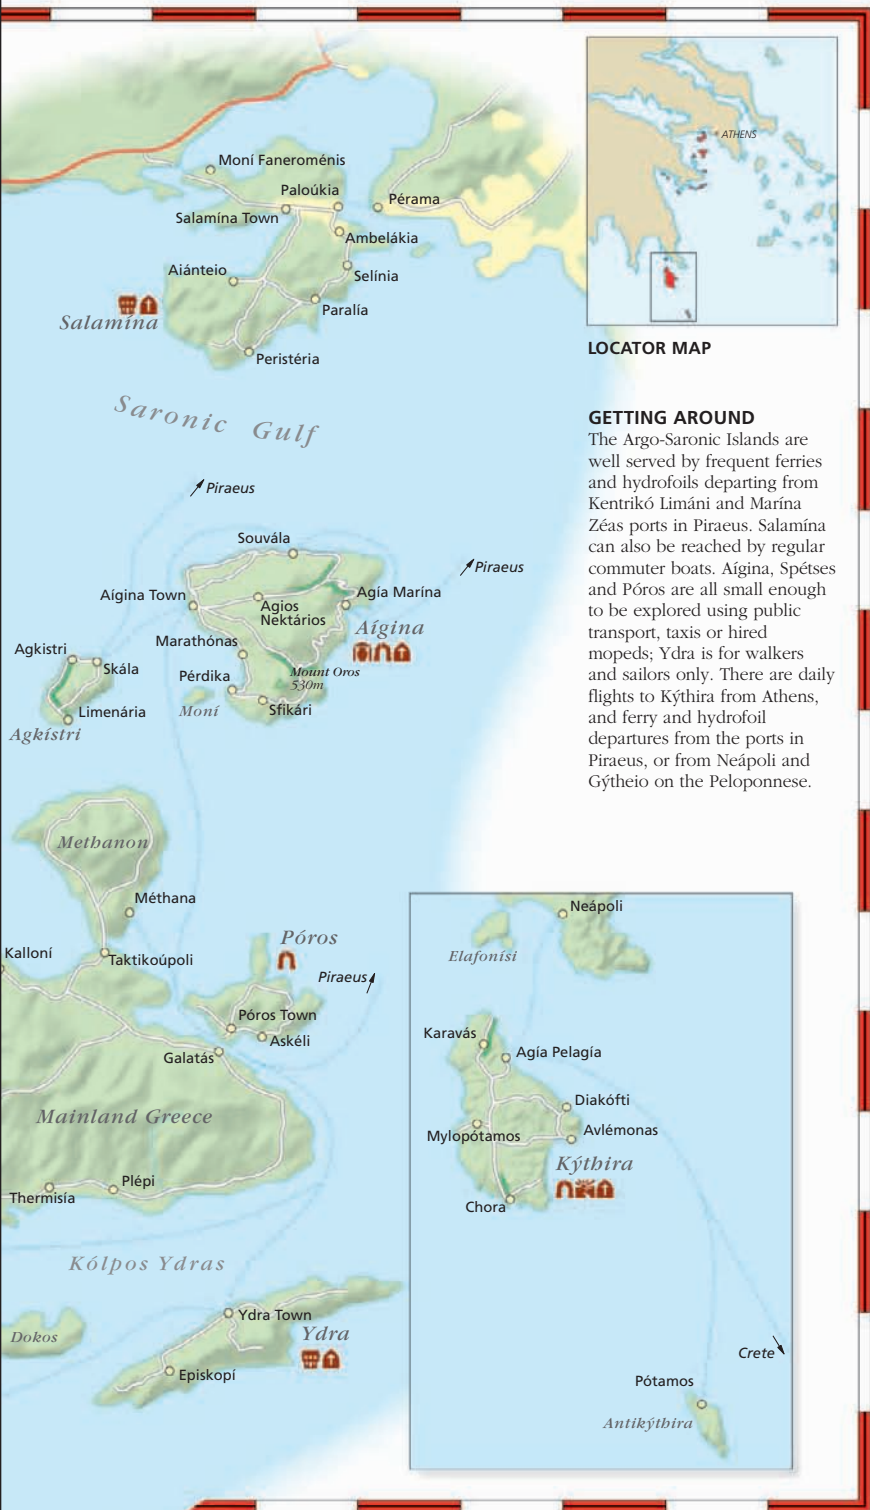 Moní Faneroménis
Paloúkia
Pérama
Salamína Town
Ambelákia
Aiánteio
Selínia
Paralía
Salamína
Peristéria
Saronic Gulf
ATHENS
LOCATOR MAP
GETTING AROUND
The Argo-Saronic Islands are
well served by frequent ferries
and hydrofoils departing from
Kentrikó Limáni and Marína
Zéas ports in Piraeus. Salamína
can also be reached by regular
commuter boats. Aígina, Spétses
and Póros are all small enough
to be explored using public
transport, taxis or hired
mopeds; Ydra is for walkers
and sailors only. There are daily
flights to Kýthira from Athens,
and ferry and hydrofoil
departures from the ports in
Piraeus, or from Neápoli and
Gýtheio on the Peloponnese.
Piraeus
Souvála
Piraeus
Aígina Town
Agios
Nektários
Agía Marína
Aígina
Marathónas
Agkistri
Skála
Pérdika
Mount Oros
530m
Moní
Sfikári
Limenária
Agkístri
Methanon
Méthana
Kalloní
Taktikoúpoli
Póros
Piraeus
Póros Town
Askéli
Galatás
Mainland Greece
Plépi
Thermisía
Kólpos Ydras
Ydra Town
Ydra
Dokos
Episkopí
Neápoli
Elafonísi
Karavás
Agía Pelagía
Diakófti
Mylopótamos
Avlémonas
Kýthira
Chora
Crete
Pótamos
Antikýthira